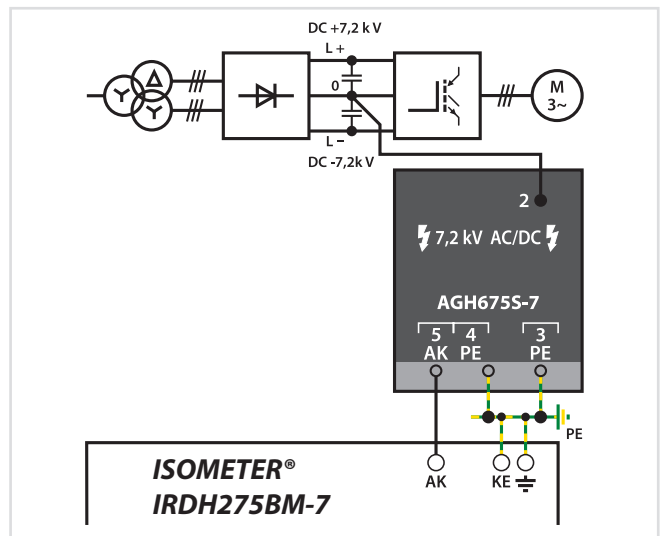 DC +7,2 k V
L +
0
L –
DC -7,2k V
M
3~
2
7,2 kV AC/DC
AGH675S-7
5 4 3
AK PE PE
PE
AK KE
ISOMETER®
IRDH275BM-7